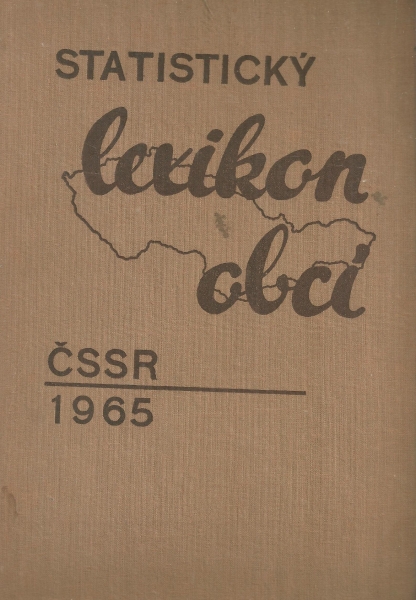 STATISTICKÝ
lexikon
obcí
ČSSR
1965